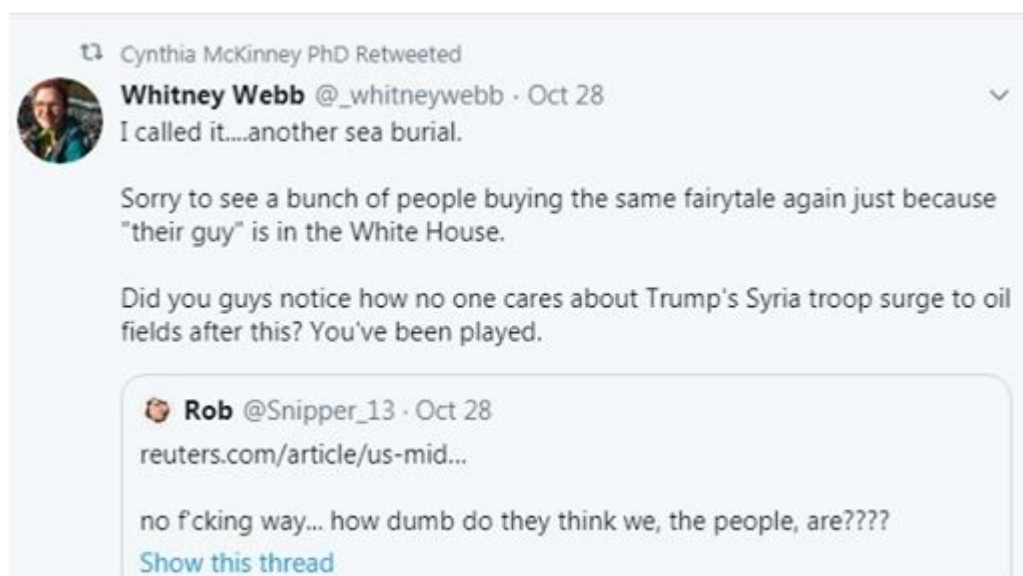 Cynthia McKinney PhD Retweeted
Whitney Webb @_whitneywebb · Oct 28
I called it....another sea burial.
Sorry to see a bunch of people buying the same fairytale again just because
"their guy" is in the White House.
Did you guys notice how no one cares about Trump's Syria troop surge to oil
fields after this? You've been played.
Rob @Snipper_13 · Oct 28
reuters.com/article/us-mid...
no f'cking way... how dumb do they think we, the people, are????
Show this thread